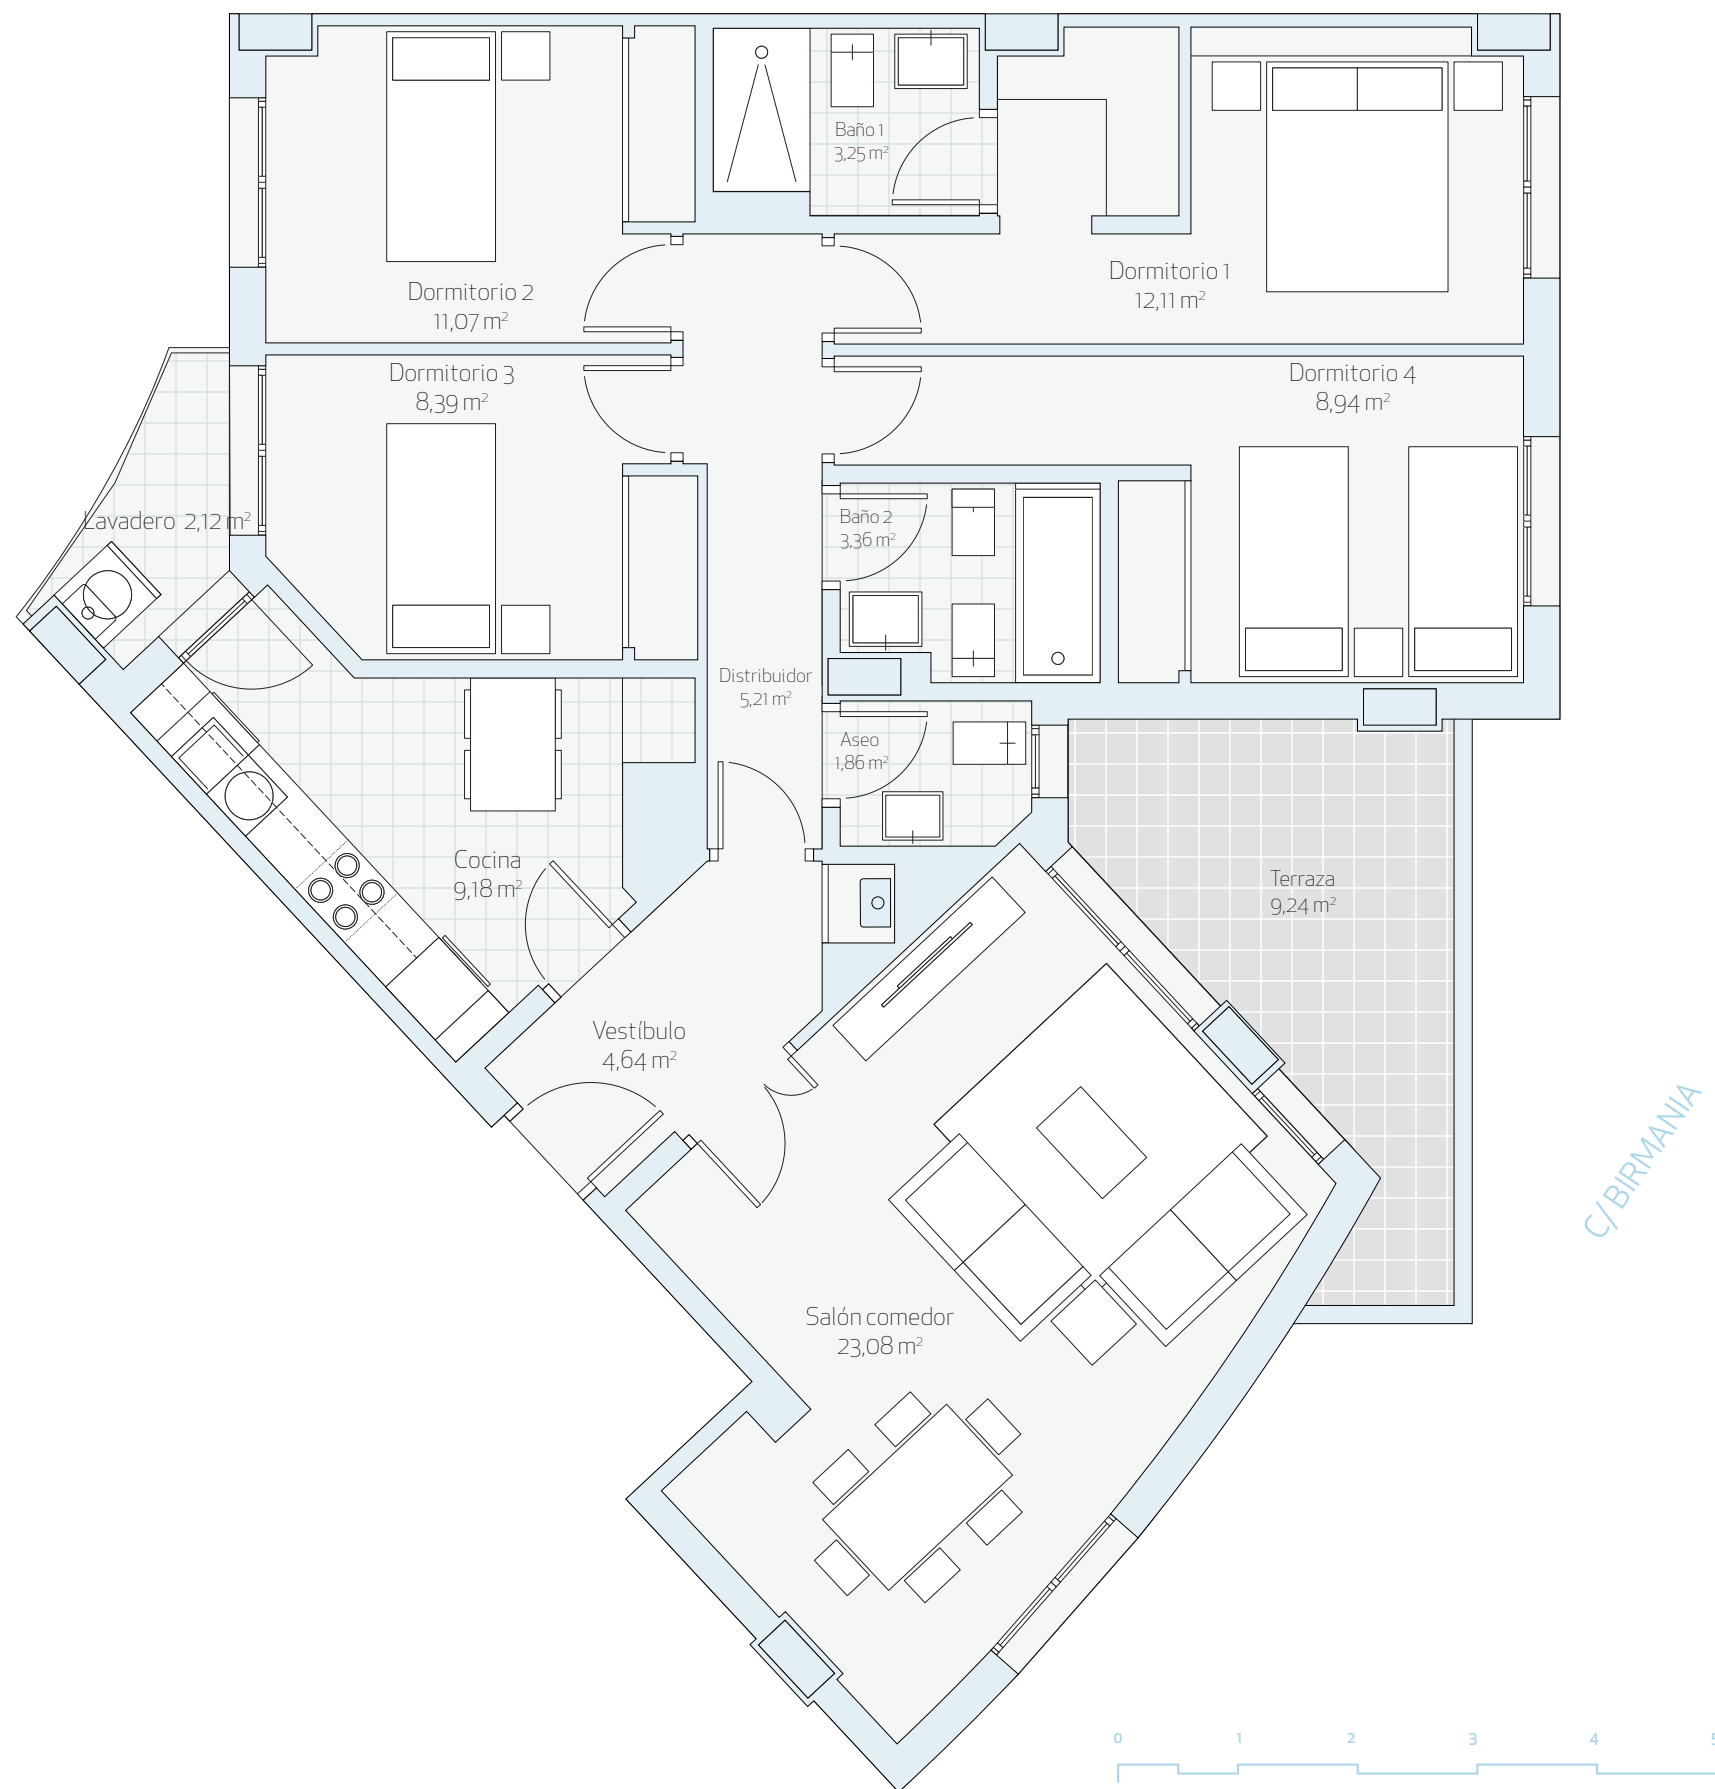 Baño 1
3,25 m²
Dormitorio 2
11,07 m²
Dormitorio 1
12,11 m²
Dormitorio 3
8,39 m²
Dormitorio 4
8,94 m²
Lavadero 2,12 m²
Baño 2
3,36 m²
Distribuidor
5,21 m²
Aseo
1,86 m²
Cocina
9,18 m²
Terraza
9,24 m²
Vestíbulo
4,64 m²
C/BIRMANIA
Salón comedor
23,08 m²
0 1 2 3 4 5